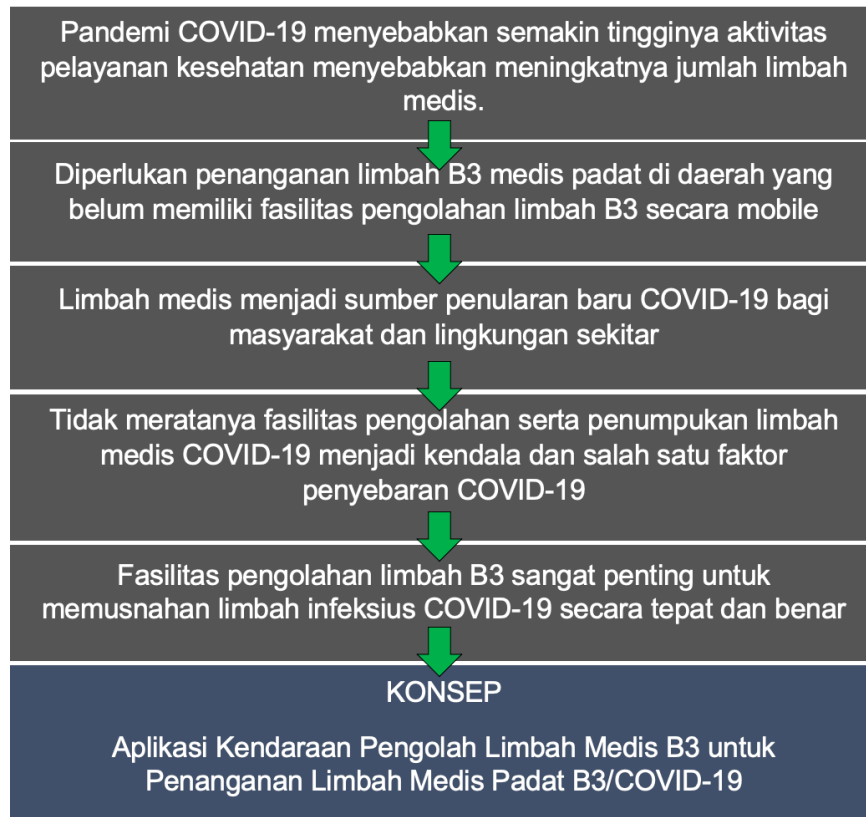 Pandemi COVID-19 menyebabkan semakin tingginya aktivitas
pelayanan kesehatan menyebabkan meningkatnya jumlah limbah
medis.
Diperlukan penanganan limbah B3 medis padat di daerah yang
belum memiliki fasilitas pengolahan limbah B3 secara mobile
Limbah medis menjadi sumber penularan baru COVID-19 bagi
masyarakat dan lingkungan sekitar
Tidak meratanya fasilitas pengolahan serta penumpukan limbah
medis COVID-19 menjadi kendala dan salah satu faktor
penyebaran COVID-19
Fasilitas pengolahan limbah B3 sangat penting untuk
memusnahan limbah infeksius COVID-19 secara tepat dan benar
KONSEP
Aplikasi Kendaraan Pengolah Limbah Medis B3 untuk
Penanganan Limbah Medis Padat B3/COVID-19